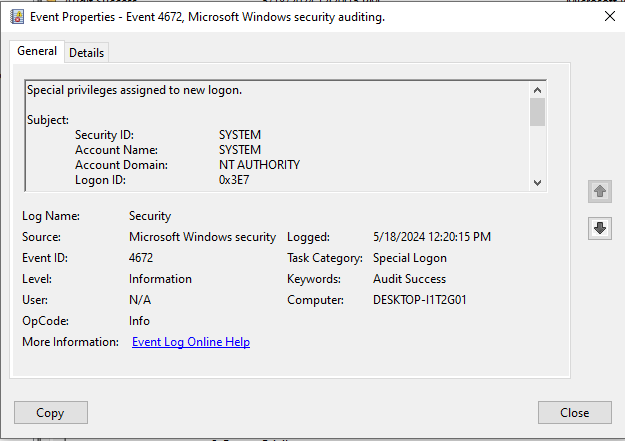 Event Properties - Event 4672, Microsoft Windows security auditing.
General Details
Special privileges assigned to new logon.
Subject:
Security ID: SYSTEM
Account Name: SYSTEM
Account Domain: NT AUTHORITY
Logon ID: 0x3E7
Log Name: Security
Source: Microsoft Windows security Logged: 5/18/2024 12:20:15 PM
Event ID: 4672 Task Category: Special Logon
Level: Information Keywords: Audit Success
User: N/A Computer: DESKTOP-I1T2G01
OpCode: Info
More Information: Event Log Online Help
Copy Close